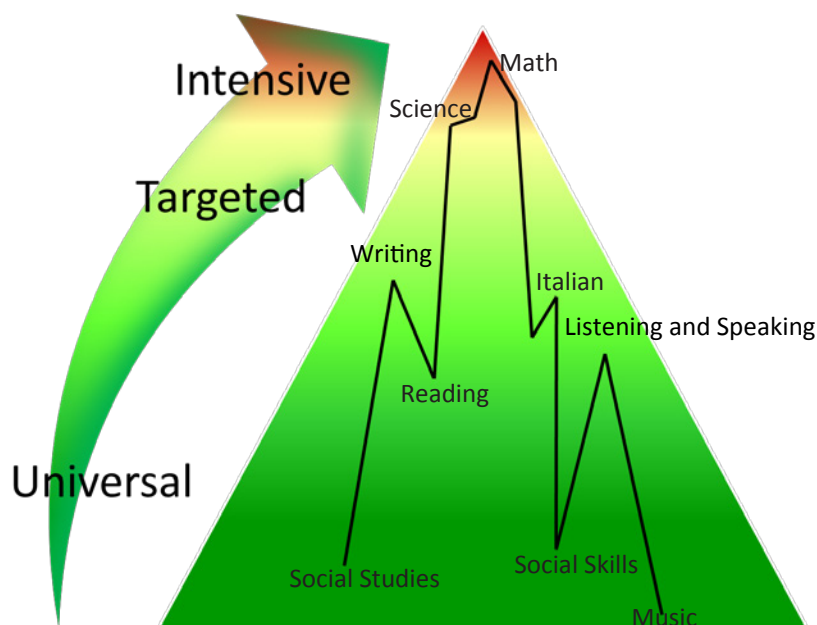 Math
Intensive
Science
Targeted
Writing
Italian
Listening and Speaking
Reading
Universal
Social Skills
Social Studies
Music